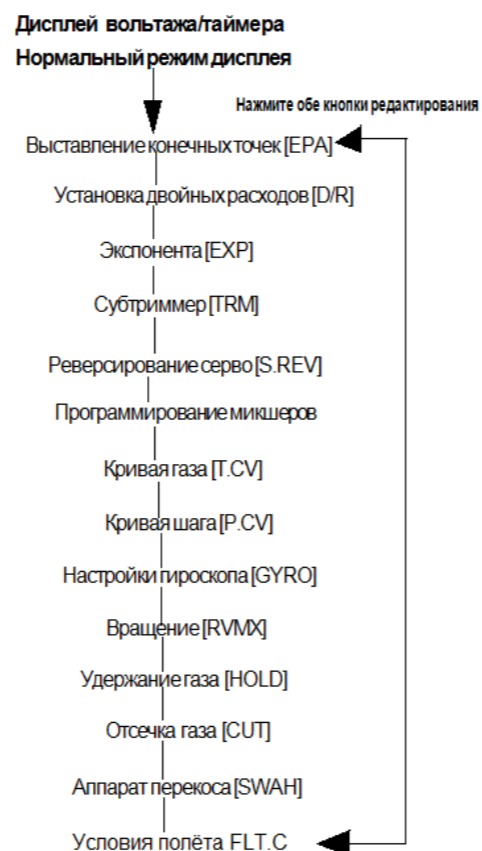 Дисплей вольтажа/таймера
Нормальный режим дисплея
Нажмите обе кнопки редактирования
Выставление конечных точек [EPA]
Установка двойных расходов [D/R]
Экспонента [EXP]
Субтриммер [TRM]
Реверсирование серво [S.REV]
Программирование микшеров
Кривая газа [T.CV]
Кривая шага [P.CV]
Настройки гироскопа [GYRO]
Вращение [RVMX]
Удержание газа [HOLD]
Отсечка газа [CUT]
Аппарат перекоса [SWAH]
Условия полёта FLT.C